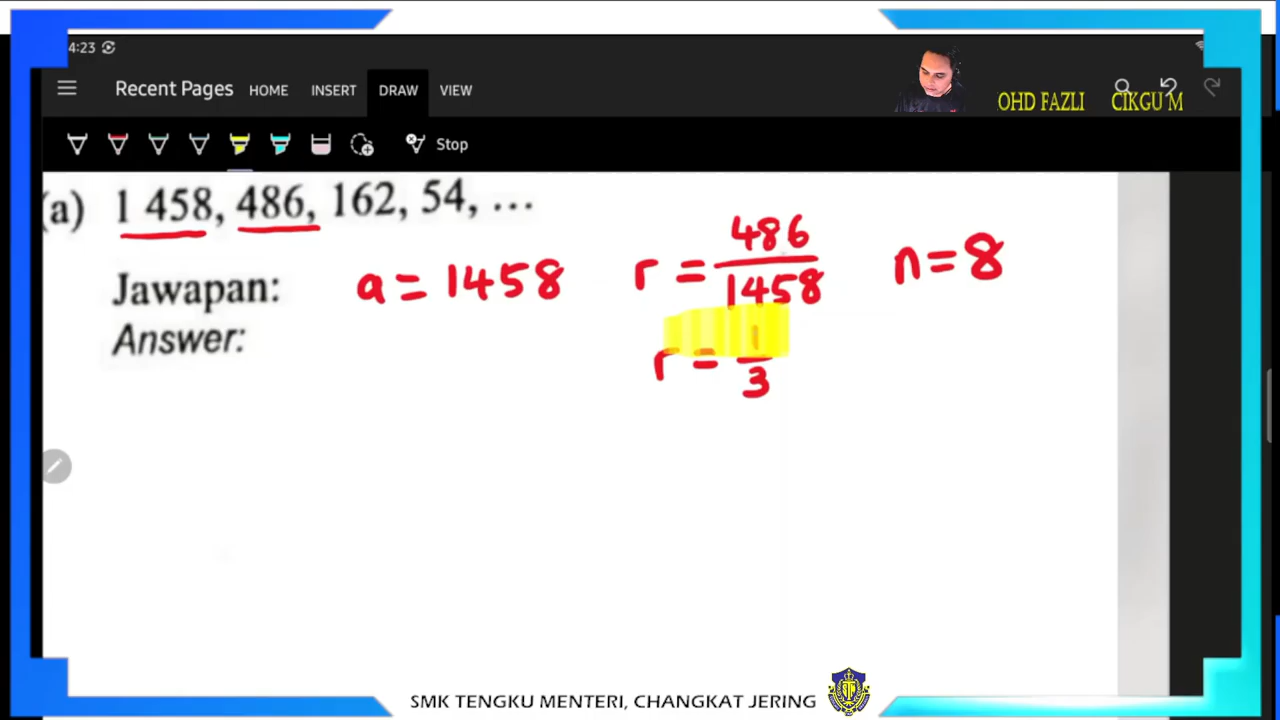 4:23
Recent Pages HOME INSERT DRAW VIEW
OHD FAZLI CIKGU M
Stop
(a) 1 458, 486, 162, 54, ...
Jawapan: a = 1458 r = 486/1458 n = 8
Answer: r = 1/3
SMK TENGKU MENTERI, CHANGKAT JERING